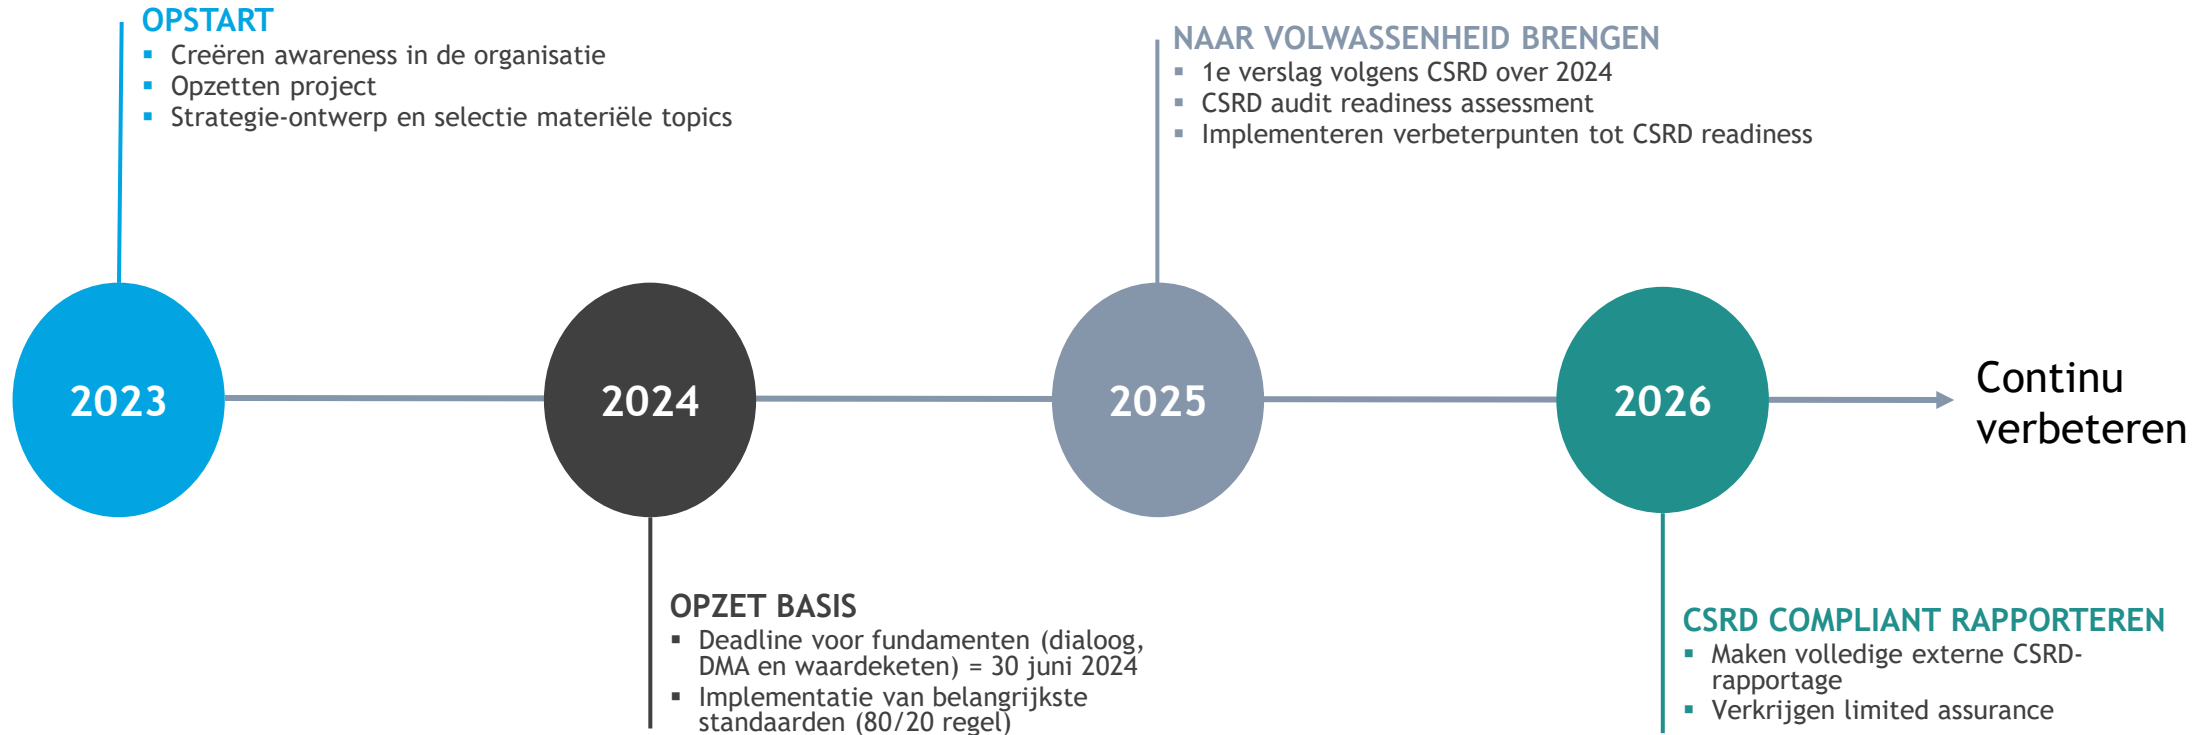 OPSTART
▪ Creëren awareness in de organisatie
▪ Opzetten project
▪ Strategie-ontwerp en selectie materiële topics
NAAR VOLWASSENHEID BRENGEN
▪ 1e verslag volgens CSRD over 2024
▪ CSRD audit readiness assessment
▪ Implementeren verbeterpunten tot CSRD readiness
2023
2024
2025
2026
Continu
verbeteren
OPZET BASIS
▪ Deadline voor fundamenten (dialoog,
DMA en waardeketen) = 30 juni 2024
▪ Implementatie van belangrijkste
standaarden (80/20 regel)
CSRD COMPLIANT RAPPORTEREN
▪ Maken volledige externe CSRD-
rapportage
▪ Verkrijgen limited assurance